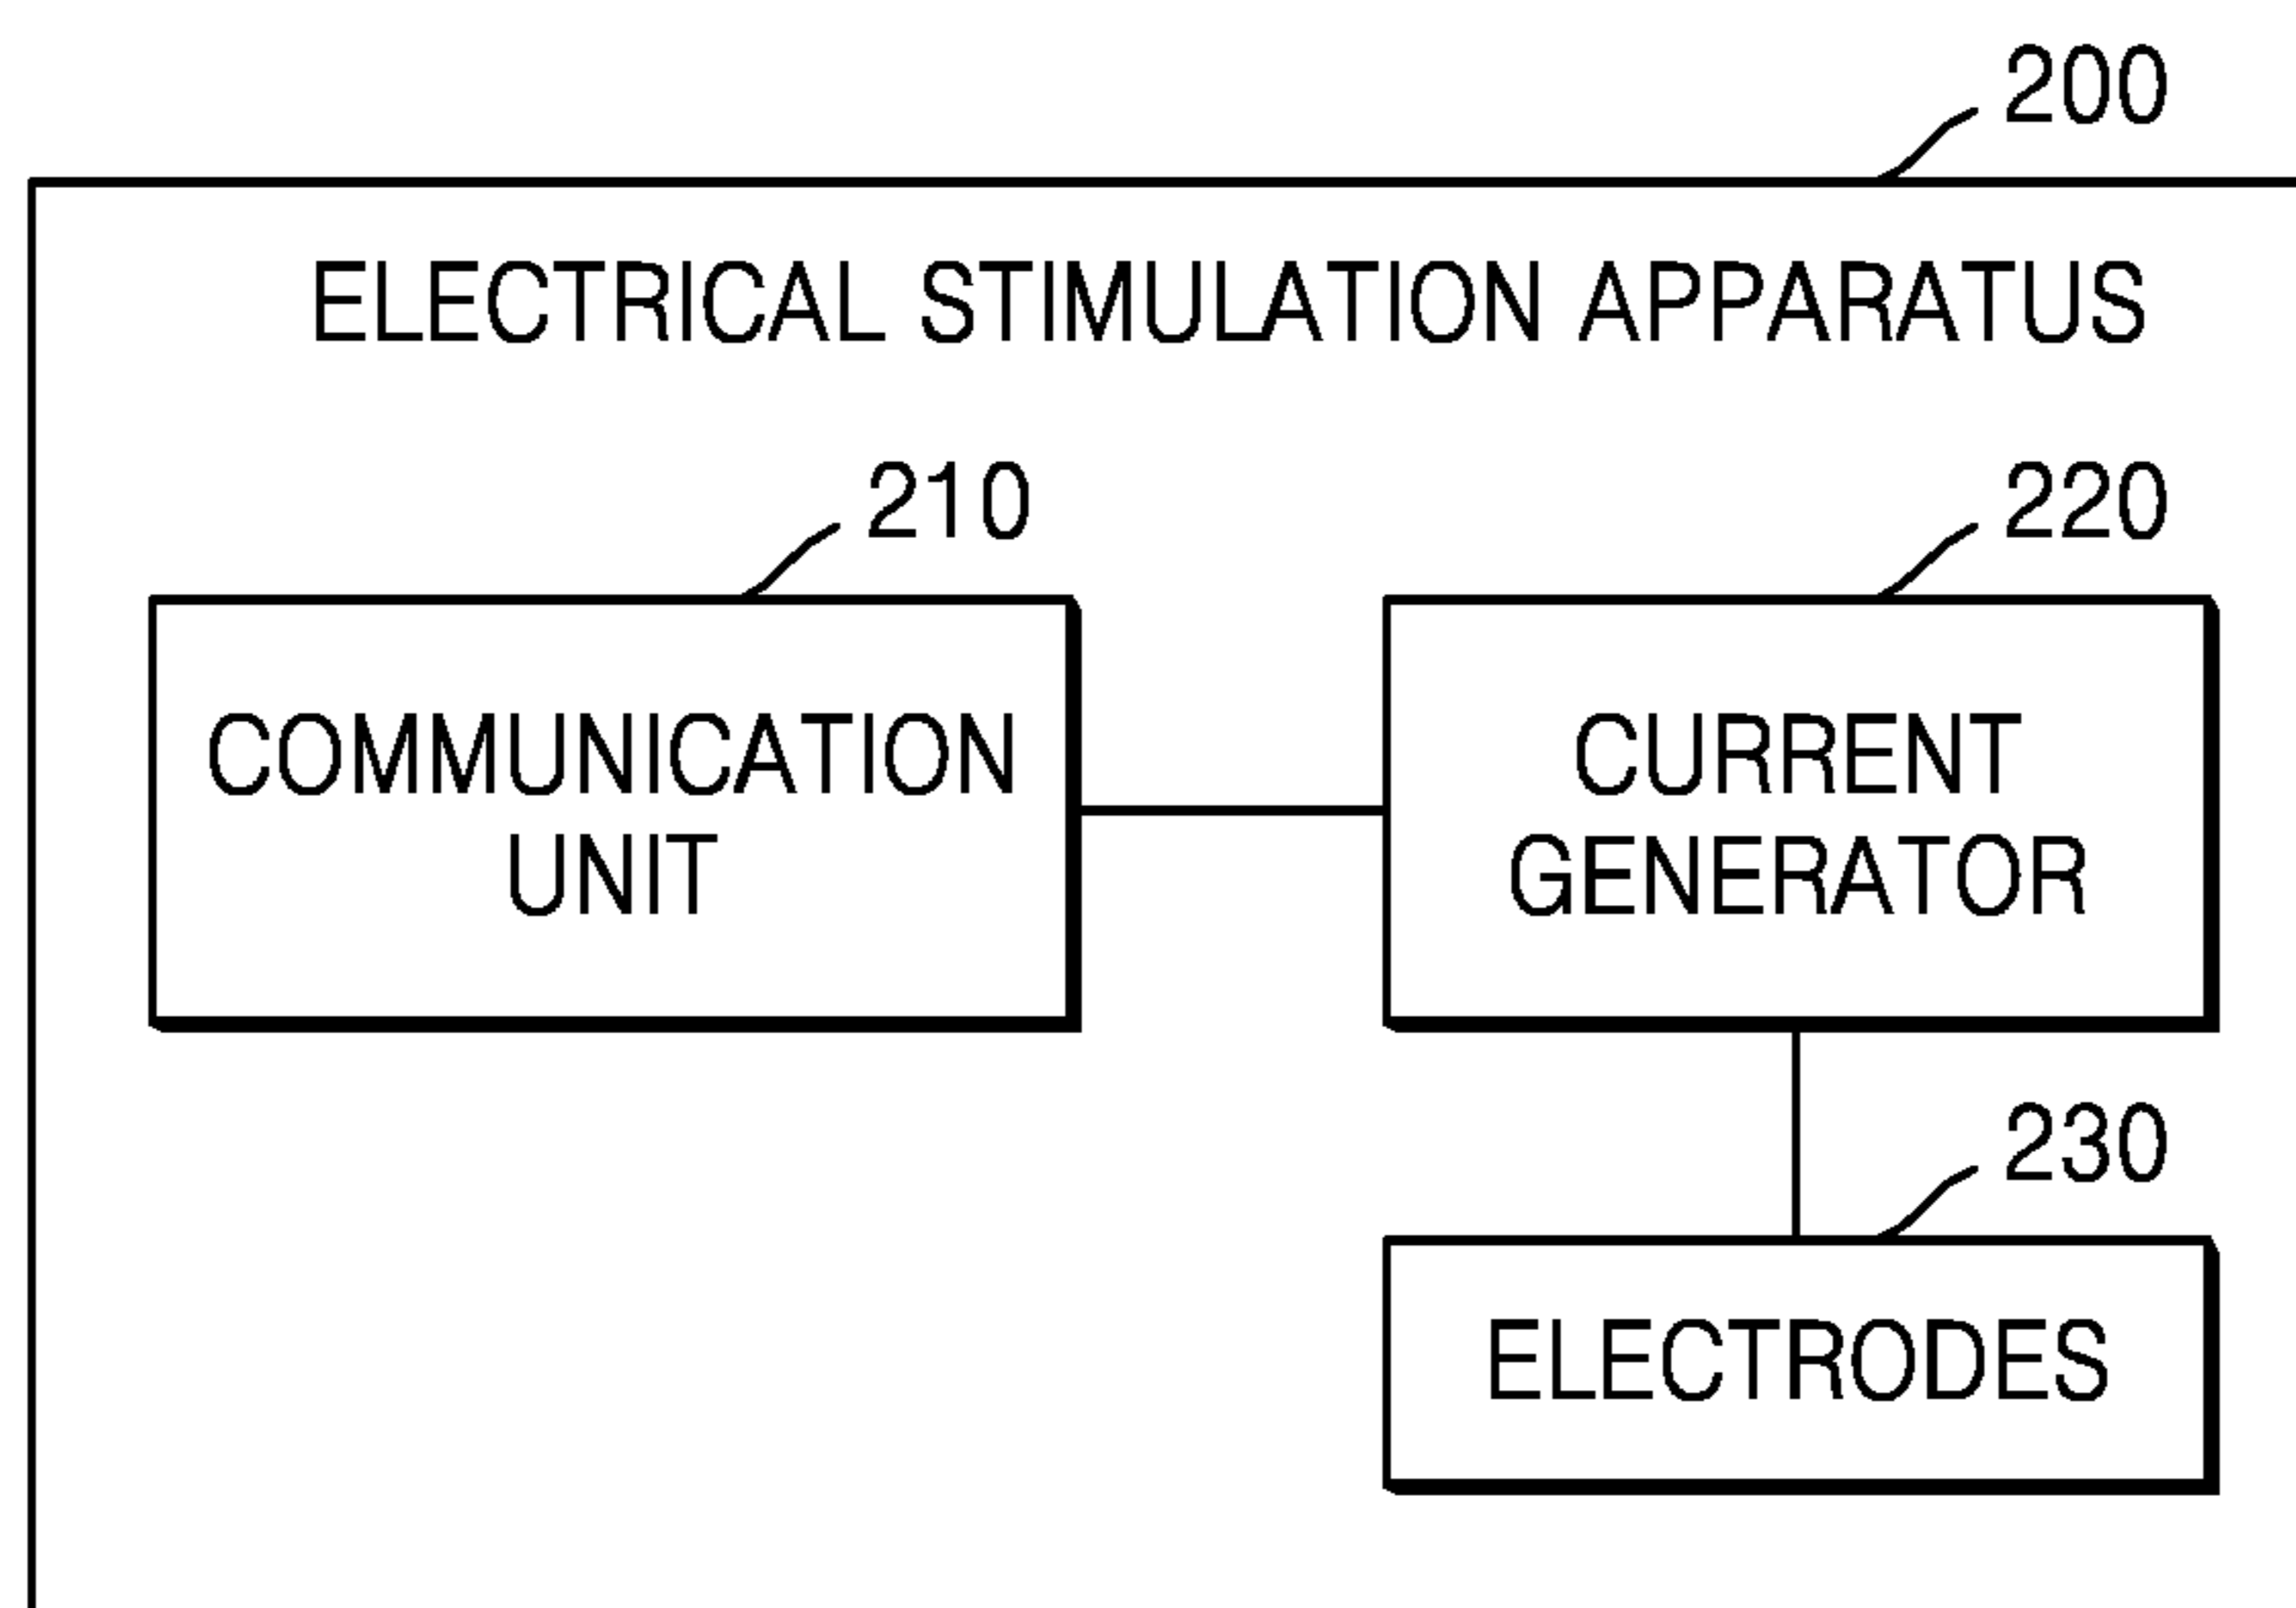 200
ELECTRICAL STIMULATION APPARATUS
210
220
COMMUNICATION
UNIT
CURRENT
GENERATOR
230
ELECTRODES